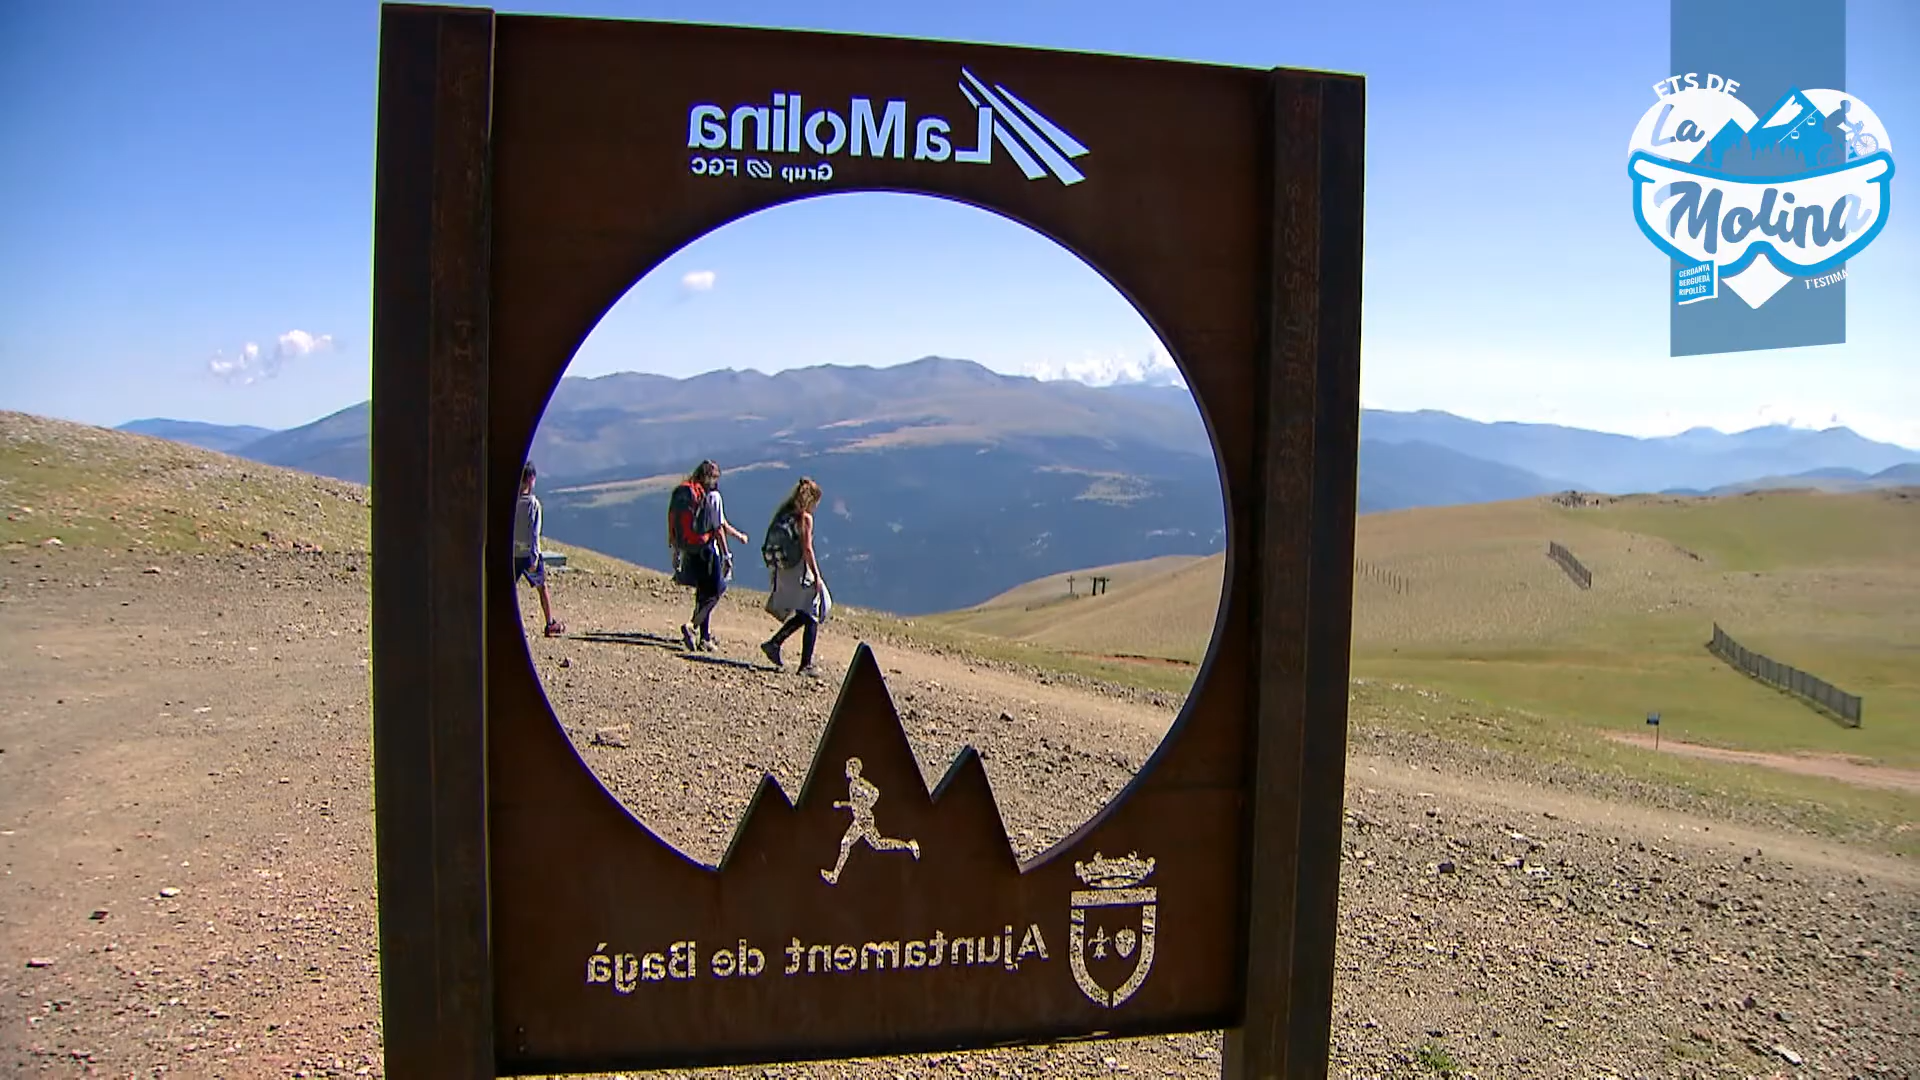 LaMolina
Grup FGC
Ajuntament de Bagà
ETS DE
La
Molina
CERDANYA
BERGUEDÀ
RIPOLLÈS
T'ESTIMA